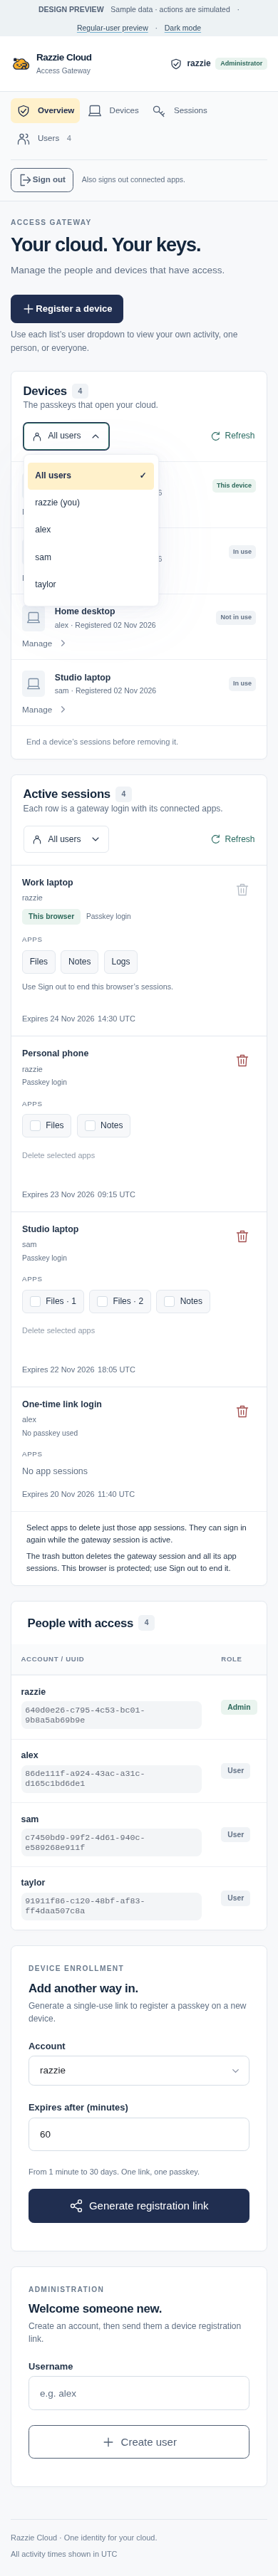 DESIGN PREVIEW Sample data · actions are simulated ·
Regular-user preview · Dark mode
Razzie Cloud
Access Gateway
razzie Administrator
Overview Devices Sessions
Users 4
Sign out Also signs out connected apps.
ACCESS GATEWAY
Your cloud. Your keys.
Manage the people and devices that have access.
Register a device
Use each list's user dropdown to view your own activity, one
person, or everyone.
Devices 4
The passkeys that open your cloud.
All users Refresh
All users ✓
This device
razzie (you)
alex
In use
sam
taylor
Home desktop
alex · Registered 02 Nov 2026
Not in use
Manage
Studio laptop
sam · Registered 02 Nov 2026
In use
Manage
End a device's sessions before removing it.
Active sessions 4
Each row is a gateway login with its connected apps.
All users Refresh
Work laptop
razzie
This browser Passkey login
APPS
Files Notes Logs
Use Sign out to end this browser's sessions.
Expires 24 Nov 2026 14:30 UTC
Personal phone
razzie
Passkey login
APPS
Files Notes
Delete selected apps
Expires 23 Nov 2026 09:15 UTC
Studio laptop
sam
Passkey login
APPS
Files · 1 Files · 2 Notes
Delete selected apps
Expires 22 Nov 2026 18:05 UTC
One-time link login
alex
No passkey used
APPS
No app sessions
Expires 20 Nov 2026 11:40 UTC
Select apps to delete just those app sessions. They can sign in
again while the gateway session is active.
The trash button deletes the gateway session and all its app
sessions. This browser is protected; use Sign out to end it.
People with access 4
ACCOUNT / UUID ROLE
razzie
640d0e26-c795-4c53-bc01-
9b8a5ab69b9e
Admin
alex
86de111f-a924-43ac-a31c-
d165c1bd6de1
User
sam
c7450bd9-99f2-4d61-940c-
e589268e911f
User
taylor
91911f86-c120-48bf-af83-
ff4daa507c8a
User
DEVICE ENROLLMENT
Add another way in.
Generate a single-use link to register a passkey on a new
device.
Account
razzie
Expires after (minutes)
60
From 1 minute to 30 days. One link, one passkey.
Generate registration link
ADMINISTRATION
Welcome someone new.
Create an account, then send them a device registration
link.
Username
e.g. alex
Create user
Razzie Cloud · One identity for your cloud.
All activity times shown in UTC